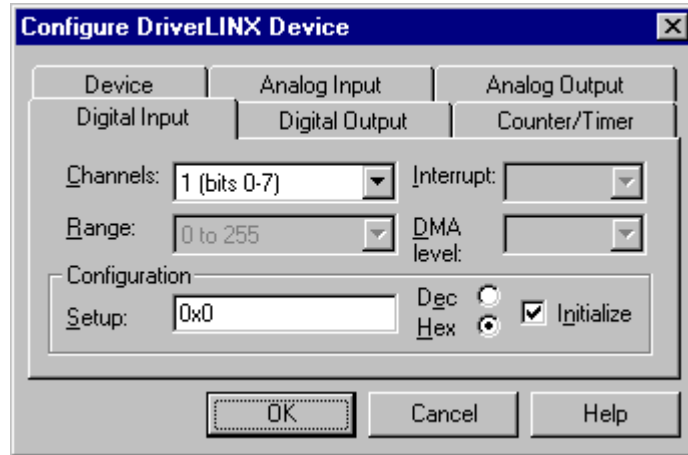 Configure DriverLINX Device
Device Analog Input Analog Output
Digital Input Digital Output Counter/Timer
Channels: 1 (bits 0-7) Interrupt:
Range: 0 to 255 DMA level:
Configuration
Setup: 0x0 Dec Hex Initialize
OK Cancel Help